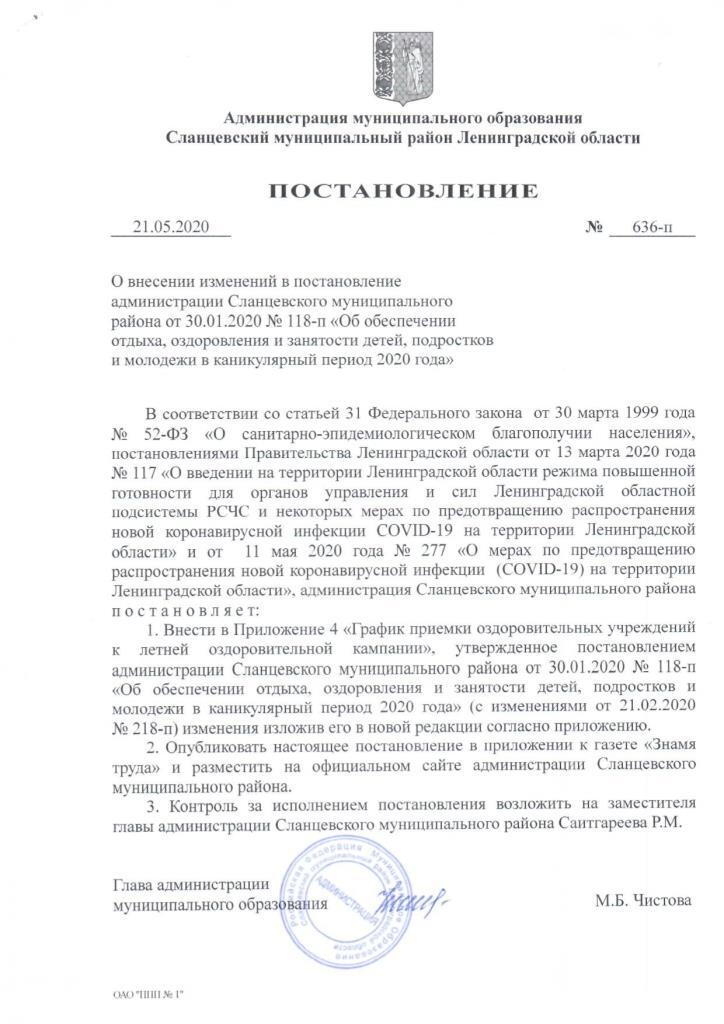 Администрация муниципального образования
Сланцевский муниципальный район Ленинградской области
ПОСТАНОВЛЕНИЕ
21.05.2020 № 636-п
О внесении изменений в постановление
администрации Сланцевского муниципального
района от 30.01.2020 № 118-п «Об обеспечении
отдыха, оздоровления и занятости детей, подростков
и молодежи в каникулярный период 2020 года»
В соответствии со статьей 31 Федерального закона от 30 марта 1999 года
№ 52-ФЗ «О санитарно-эпидемиологическом благополучии населения»,
постановлениями Правительства Ленинградской области от 13 марта 2020 года
№ 117 «О введении на территории Ленинградской области режима повышенной
готовности для органов управления и сил Ленинградской областной
подсистемы РСЧС и некоторых мерах по предотвращению распространения
новой коронавирусной инфекции COVID-19 на территории Ленинградской
области» и от 11 мая 2020 года № 277 «О мерах по предотвращению
распространения новой коронавирусной инфекции (COVID-19) на территории
Ленинградской области», администрация Сланцевского муниципального района
п о с т а н о в л я е т:
1. Внести в Приложение 4 «График приемки оздоровительных учреждений
к летней оздоровительной кампании», утвержденное постановлением
администрации Сланцевского муниципального района от 30.01.2020 № 118-п
«Об обеспечении отдыха, оздоровления и занятости детей, подростков и
молодежи в каникулярный период 2020 года» (с изменениями от 21.02.2020
№ 218-п) изменения изложив его в новой редакции согласно приложению.
2. Опубликовать настоящее постановление в приложении к газете «Знамя
труда» и разместить на официальном сайте администрации Сланцевского
муниципального района.
3. Контроль за исполнением постановления возложить на заместителя
главы администрации Сланцевского муниципального района Саитгареева Р.М.
Глава администрации
муниципального образования М.Б. Чистова
Российская Федерация Муниципальное Образование
Сланцевский муниципальный район Ленинградской области
АДМИНИСТРАЦИЯ
ОАО "ППП № 1"